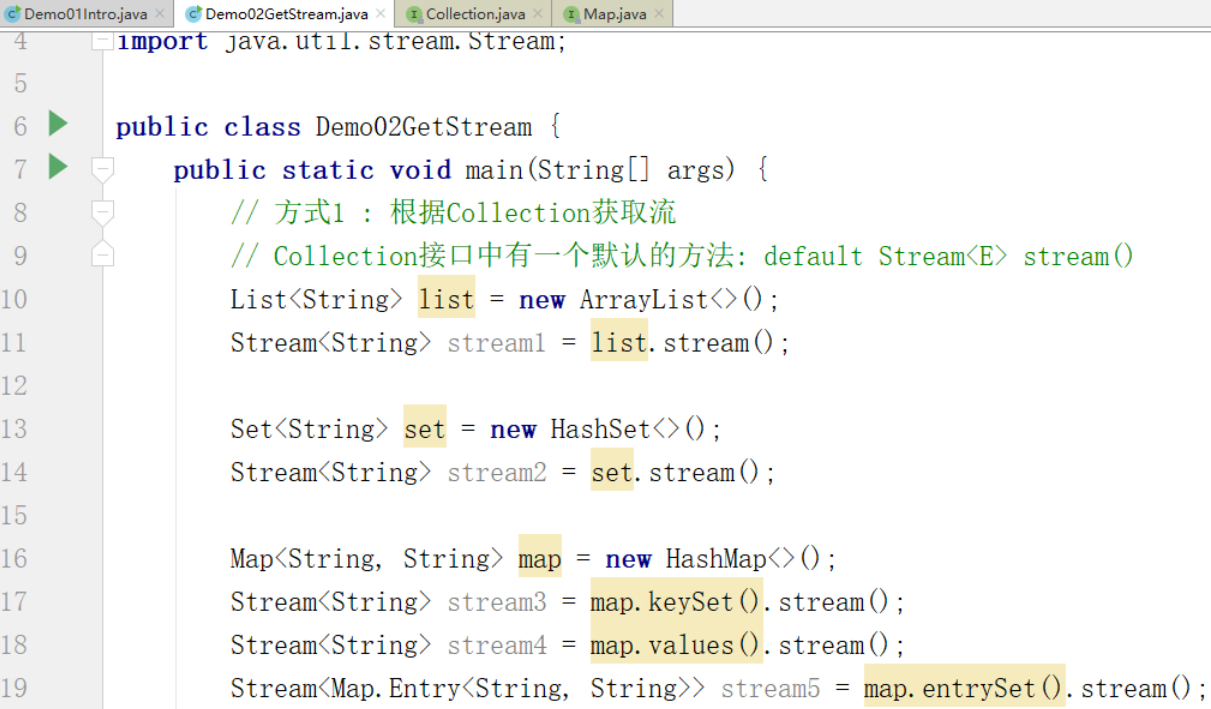 Demo01Intro.java Demo02GetStream.java Collection.java Map.java
4 import java.util.stream.Stream;
5
6 public class Demo02GetStream {
7 public static void main(String[] args) {
8 // 方式1 : 根据Collection获取流
9 // Collection接口中有一个默认的方法: default Stream<E> stream()
10 List<String> list = new ArrayList<>();
11 Stream<String> stream1 = list.stream();
12
13 Set<String> set = new HashSet<>();
14 Stream<String> stream2 = set.stream();
15
16 Map<String, String> map = new HashMap<>();
17 Stream<String> stream3 = map.keySet().stream();
18 Stream<String> stream4 = map.values().stream();
19 Stream<Map.Entry<String, String>> stream5 = map.entrySet().stream();